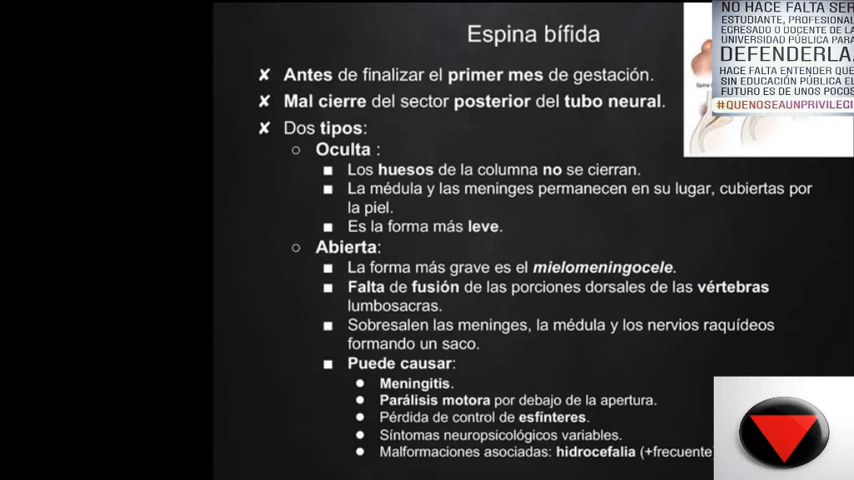 Espina bífida
✘ Antes de finalizar el primer mes de gestación.
✘ Mal cierre del sector posterior del tubo neural.
✘ Dos tipos:
○ Oculta :
■ Los huesos de la columna no se cierran.
■ La médula y las meninges permanecen en su lugar, cubiertas por
la piel.
■ Es la forma más leve.
○ Abierta:
■ La forma más grave es el mielomeningocele.
■ Falta de fusión de las porciones dorsales de las vértebras
lumbosacras.
■ Sobresalen las meninges, la médula y los nervios raquídeos
formando un saco.
■ Puede causar:
● Meningitis.
● Parálisis motora por debajo de la apertura.
● Pérdida de control de esfínteres.
● Síntomas neuropsicológicos variables.
● Malformaciones asociadas: hidrocefalia (+frecuente
NO HACE FALTA SER
ESTUDIANTE, PROFESIONAL
EGRESADO O DOCENTE DE LA
UNIVERSIDAD PÚBLICA PARA
DEFENDERLA.
HACE FALTA ENTENDER QUE
SIN EDUCACIÓN PÚBLICA EL
FUTURO ES DE UNOS POCOS
#QUENOSEAUNPRIVILEGI